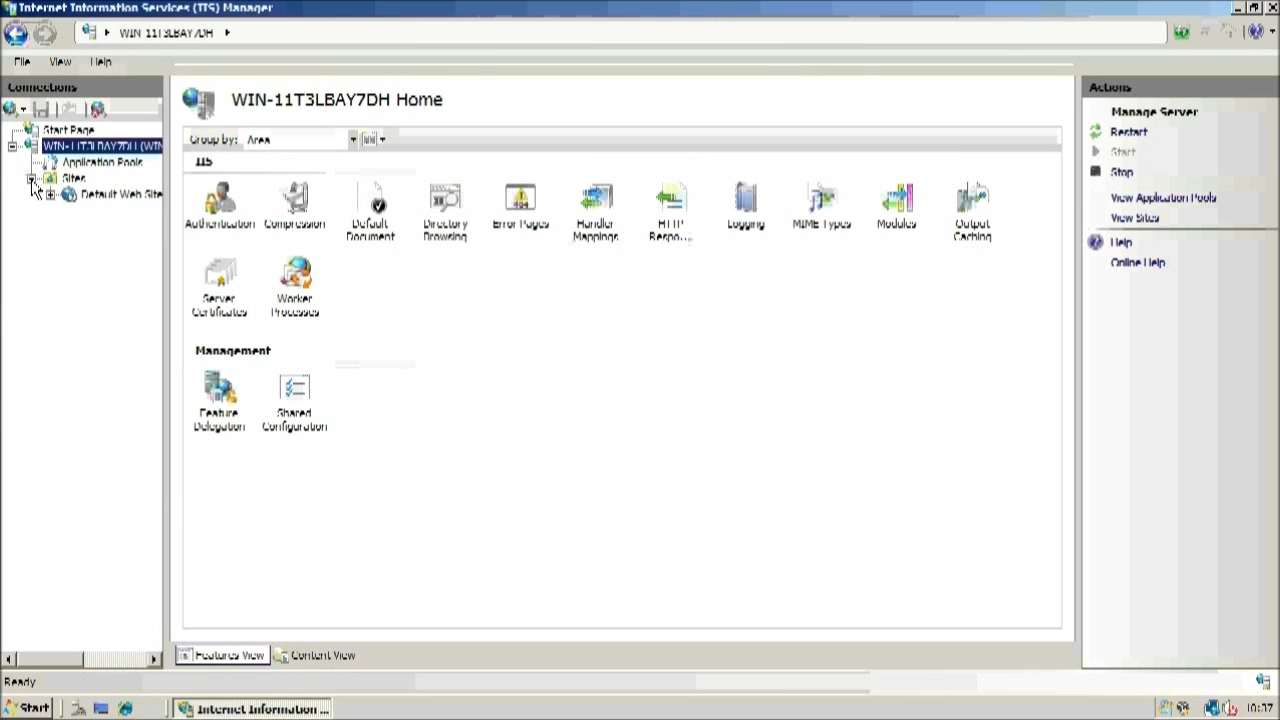 Internet Information Services (IIS) Manager
WIN-11T3LBAY7DH
File View Help
Connections
Start Page
WIN-11T3LBAY7DH (WIN
Application Pools
Sites
Default Web Site
WIN-11T3LBAY7DH Home
Group by: Area
IIS
Authentication Compression Default Document Directory Browsing Error Pages Handler Mappings HTTP Respo... Logging MIME Types Modules Output Caching
Server Certificates Worker Processes
Management
Feature Delegation Shared Configuration
Features View Content View
Actions
Manage Server
Restart
Start
Stop
View Application Pools
View Sites
Help
Online Help
Ready
Start Internet Information ... 10:37